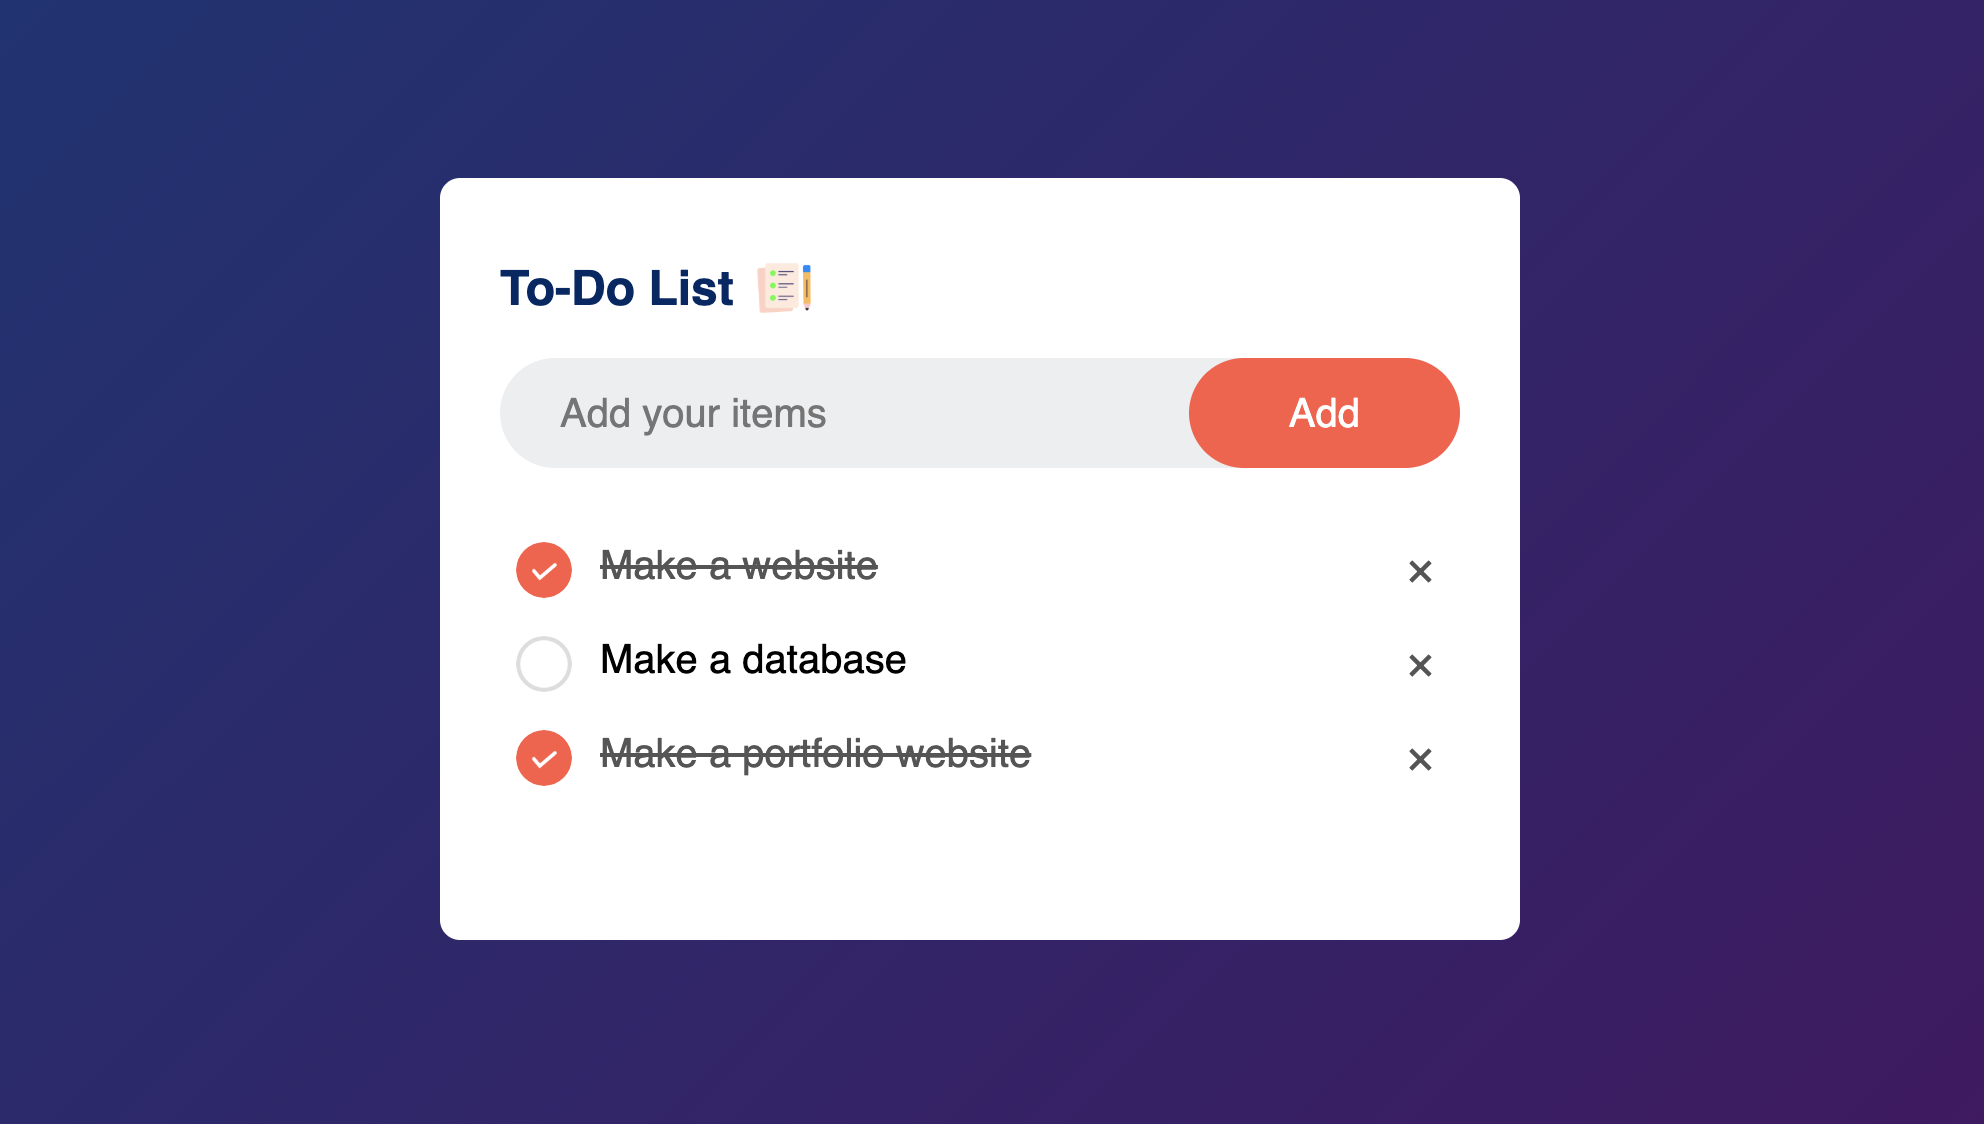 To-Do List
Add your items
Add
Make a website
Make a database
Make a portfolio website